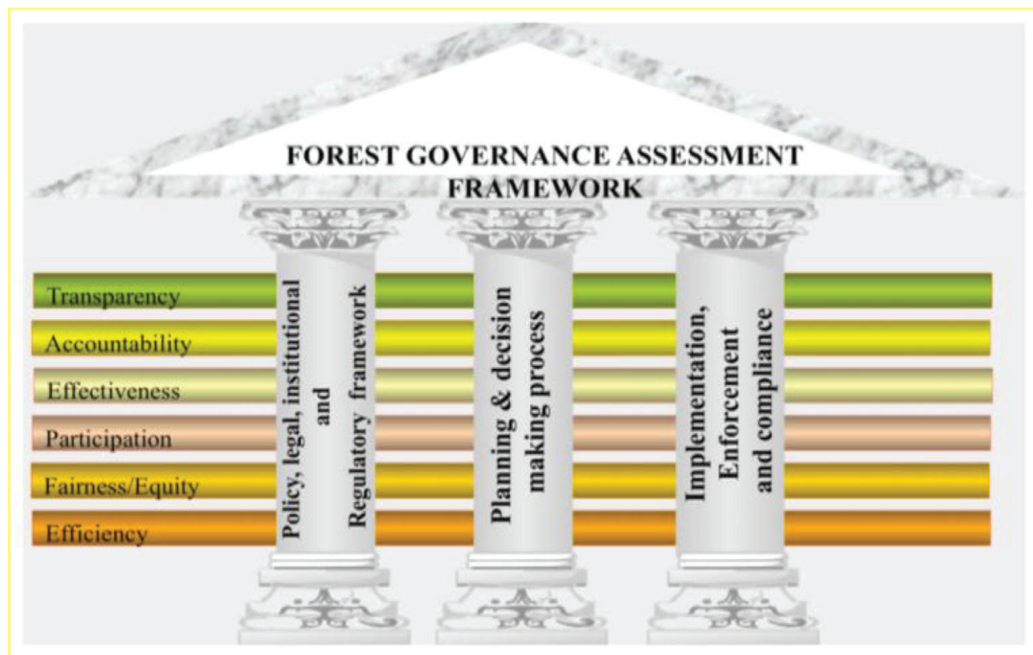 FOREST GOVERNANCE ASSESSMENT
FRAMEWORK
Transparency
Accountability
Effectiveness
Participation
Fairness/Equity
Efficiency
Policy, legal, institutional
and
Regulatory framework
Planning & decision
making process
Implementation,
Enforcement
and compliance